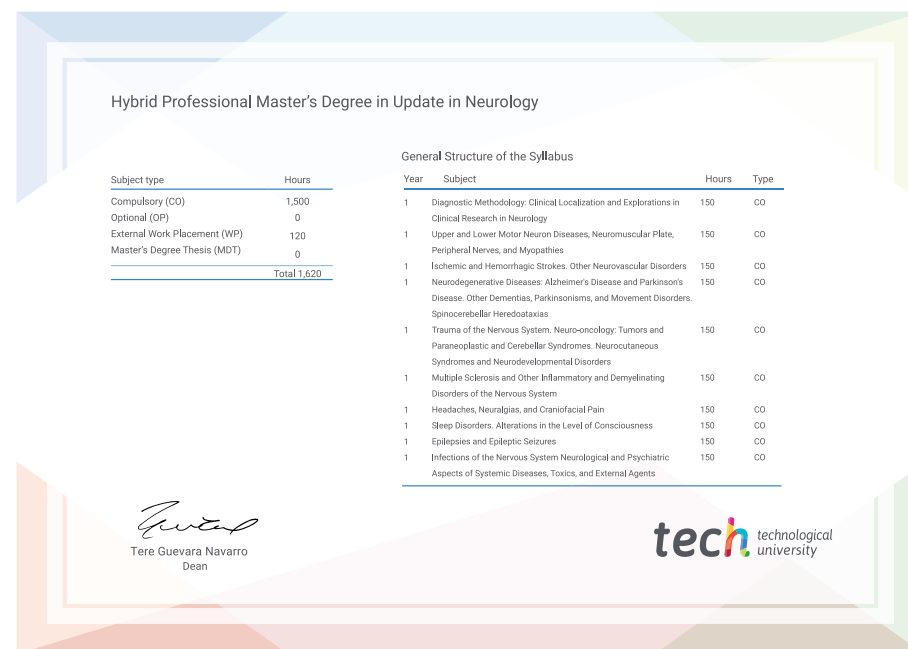 Hybrid Professional Master's Degree in Update in Neurology
Subject type Hours
Compulsory (CO) 1,500
Optional (OP) 0
External Work Placement (WP) 120
Master's Degree Thesis (MDT) 0
Total 1,620
General Structure of the Syllabus
Year Subject Hours Type
1 Diagnostic Methodology: Clinical Localization and Explorations in 150 CO
Clinical Research in Neurology
1 Upper and Lower Motor Neuron Diseases, Neuromuscular Plate, 150 CO
Peripheral Nerves, and Myopathies
1 Ischemic and Hemorrhagic Strokes. Other Neurovascular Disorders 150 CO
1 Neurodegenerative Diseases: Alzheimer's Disease and Parkinson's 150 CO
Disease. Other Dementias, Parkinsonisms, and Movement Disorders.
Spinocerebellar Heredoataxias
1 Trauma of the Nervous System. Neuro-oncology: Tumors and 150 CO
Paraneoplastic and Cerebellar Syndromes. Neurocutaneous
Syndromes and Neurodevelopmental Disorders
1 Multiple Sclerosis and Other Inflammatory and Demyelinating 150 CO
Disorders of the Nervous System
1 Headaches, Neuralgias, and Craniofacial Pain 150 CO
1 Sleep Disorders. Alterations in the Level of Consciousness 150 CO
1 Epilepsies and Epileptic Seizures 150 CO
1 Infections of the Nervous System Neurological and Psychiatric 150 CO
Aspects of Systemic Diseases, Toxics, and External Agents
Tere Guevara Navarro
Dean
tech technological
university